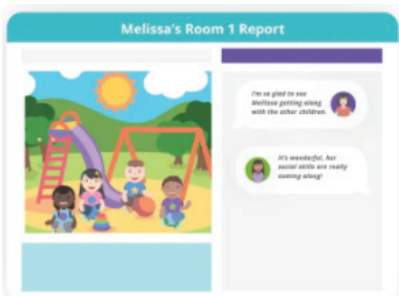 Melissa's Room 1 Report
I'm so glad to see
Melissa getting along
with the other children.
It's wonderful, her
social skills are really
coming along!